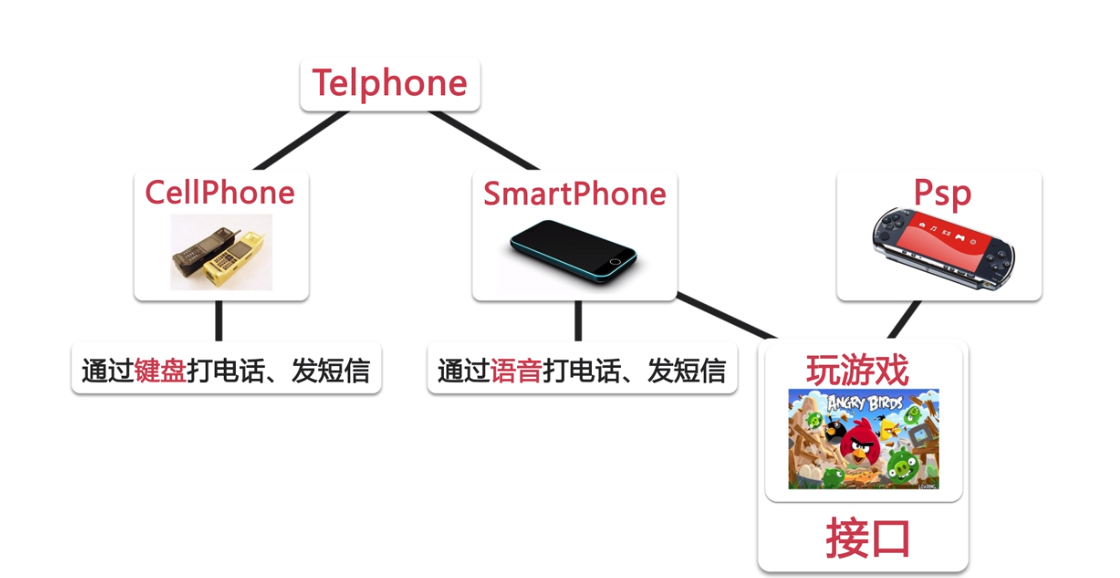 Telphone
CellPhone
SmartPhone
Psp
通过键盘打电话、发短信
通过语音打电话、发短信
玩游戏
ANGRY BIRDS
LOADING
接口